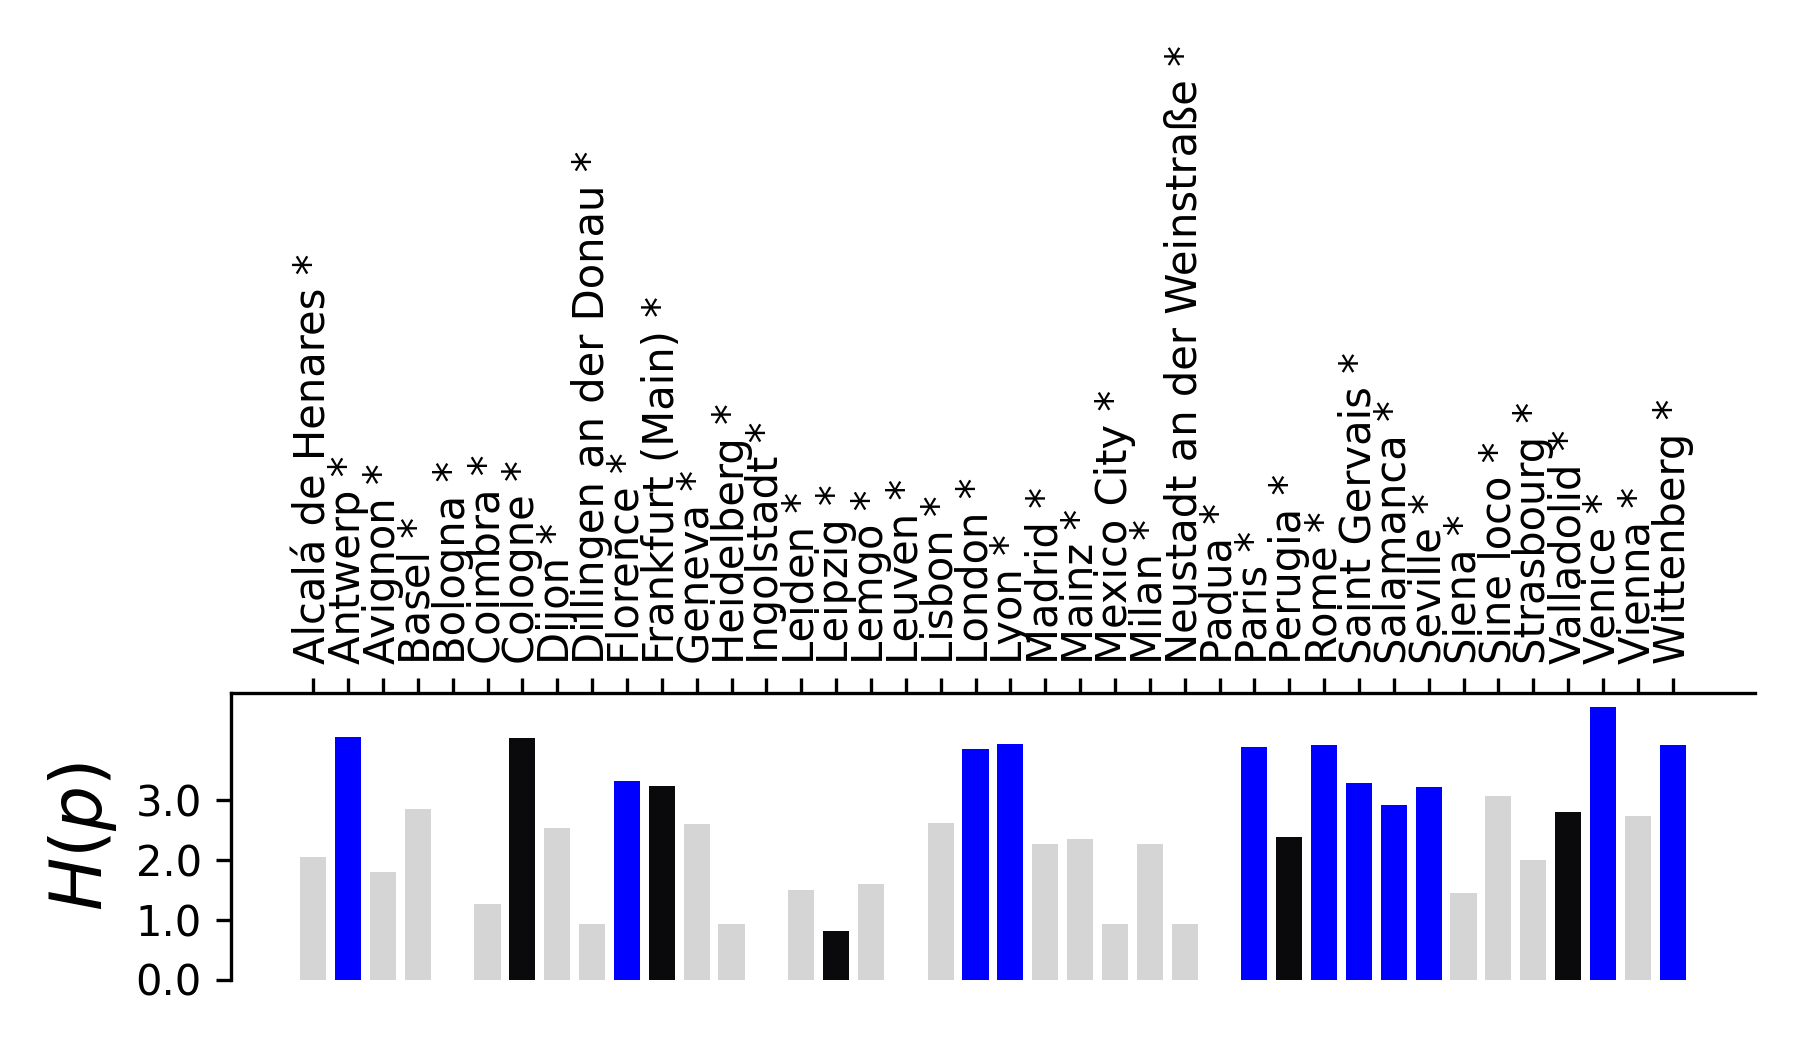 Alcalá de Henares *
Antwerp *
Avignon *
Basel *
Bologna *
Coimbra *
Cologne *
Dijon *
Dillingen an der Donau *
Florence *
Frankfurt (Main) *
Geneva *
Heidelberg *
Ingolstadt *
Leiden *
Leipzig *
Lemgo *
Leuven *
Lisbon *
London *
Lyon *
Madrid *
Mainz *
Mexico City *
Milan *
Neustadt an der Weinstraße *
Padua *
Paris *
Perugia *
Rome *
Saint Gervais *
Salamanca *
Seville *
Siena *
Sine loco *
Strasbourg *
Valladolid *
Venice *
Vienna *
Wittenberg *
H(p)
3.0
2.0
1.0
0.0